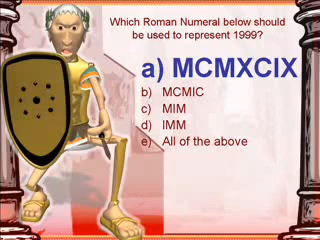 Which Roman Numeral below should
be used to represent 1999?
a) MCMXCIX
b) MCMIC
c) MIM
d) IMM
e) All of the above